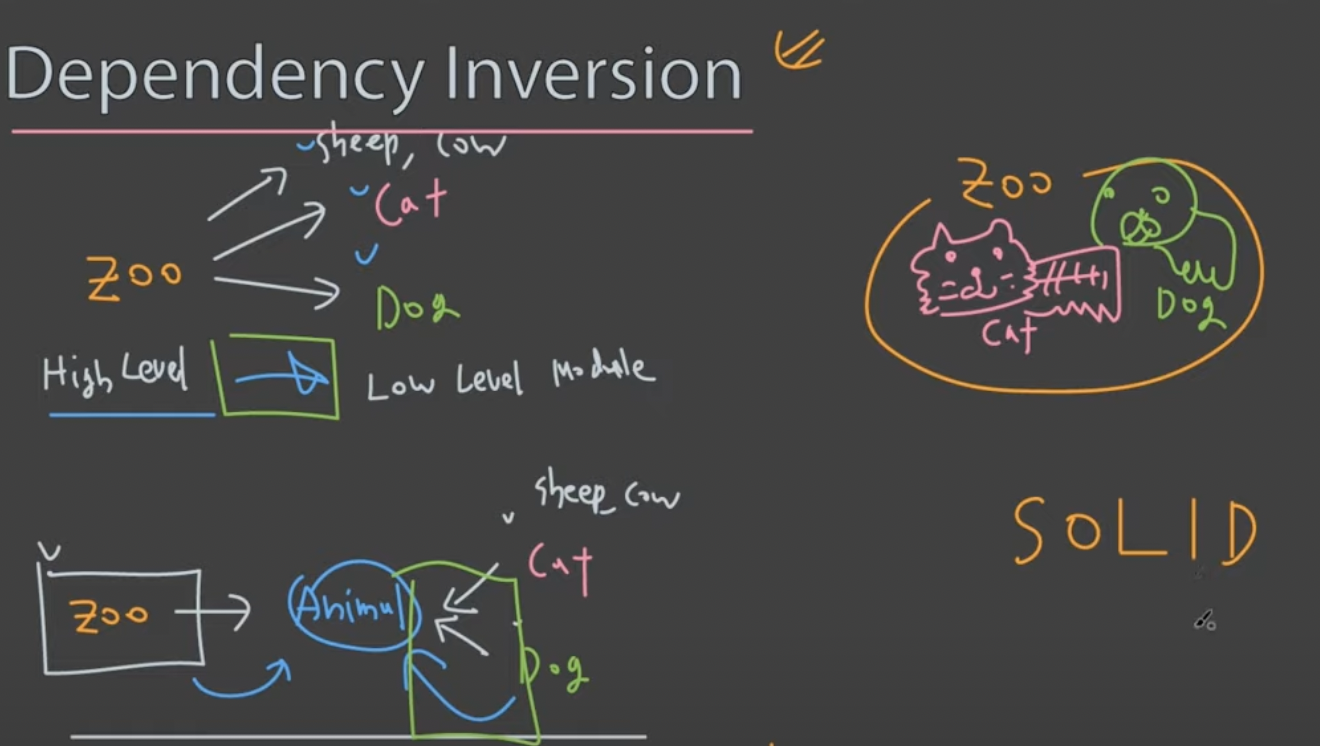 Dependency Inversion
sheep, cow
Cat
Zoo
Dog
High Level
Low Level Module
Zoo
Cat
Dog
sheep cow
Cat
Zoo
Animal
Dog
SOLID